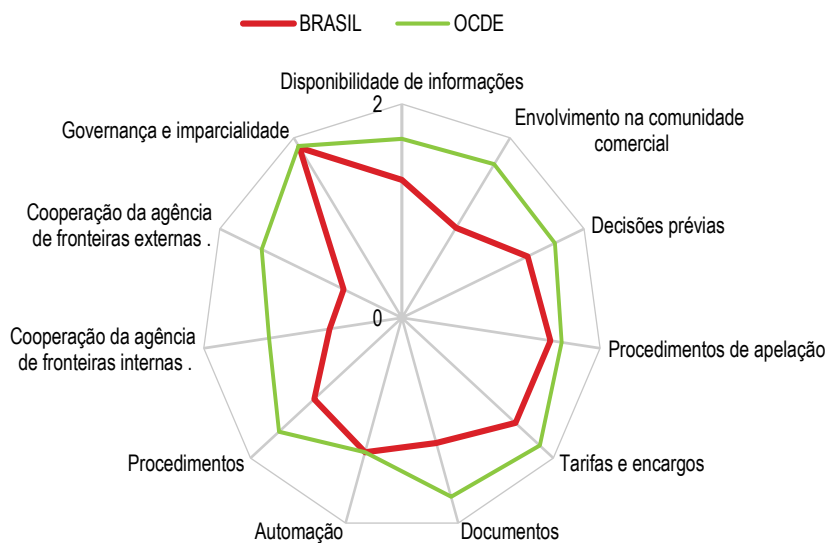 BRASIL
OCDE
Disponibilidade de informações
2
Envolvimento na comunidade
comercial
Governança e imparcialidade
Cooperação da agência
de fronteiras externas .
Decisões prévias
0
Cooperação da agência
de fronteiras internas .
Procedimentos de apelação
Procedimentos
Tarifas e encargos
Automação
Documentos